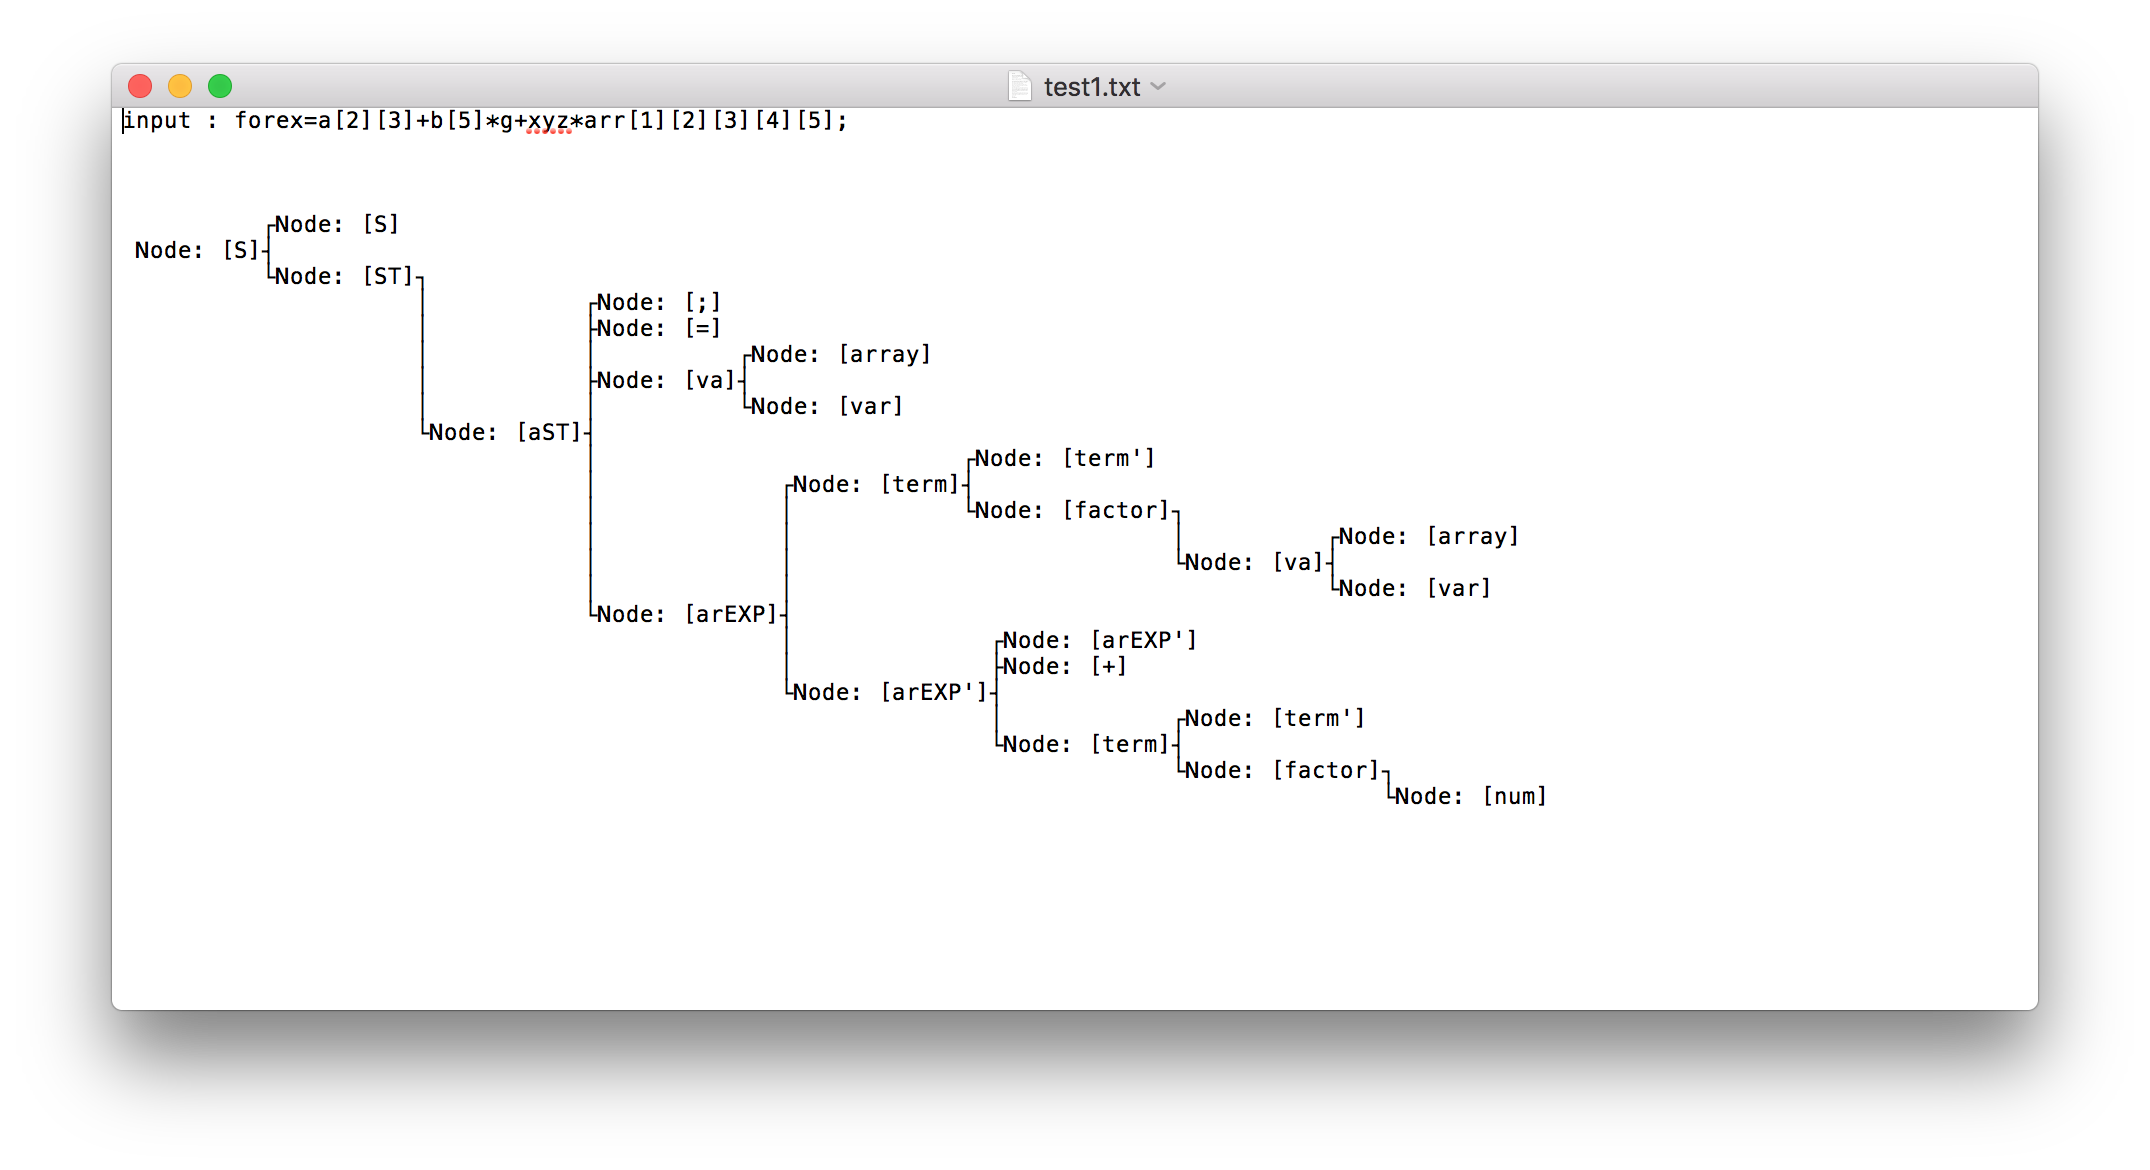 test1.txt
input : forex=a[2][3]+b[5]*g+xyz*arr[1][2][3][4][5];
Node: [S]
Node: [S]
Node: [ST]
Node: [;]
Node: [=]
Node: [array]
Node: [va]
Node: [var]
Node: [aST]
Node: [term']
Node: [term]
Node: [factor]
Node: [array]
Node: [va]
Node: [var]
Node: [arEXP]
Node: [arEXP']
Node: [+]
Node: [arEXP']
Node: [term']
Node: [term]
Node: [factor]
Node: [num]